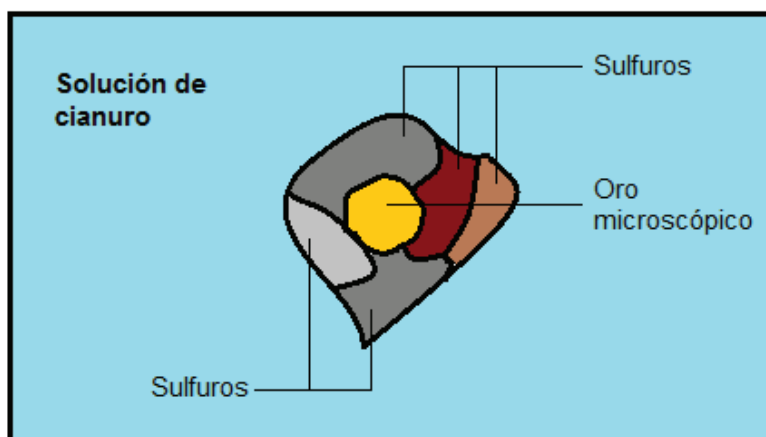 Solución de
cianuro
Sulfuros
Oro
microscópico
Sulfuros